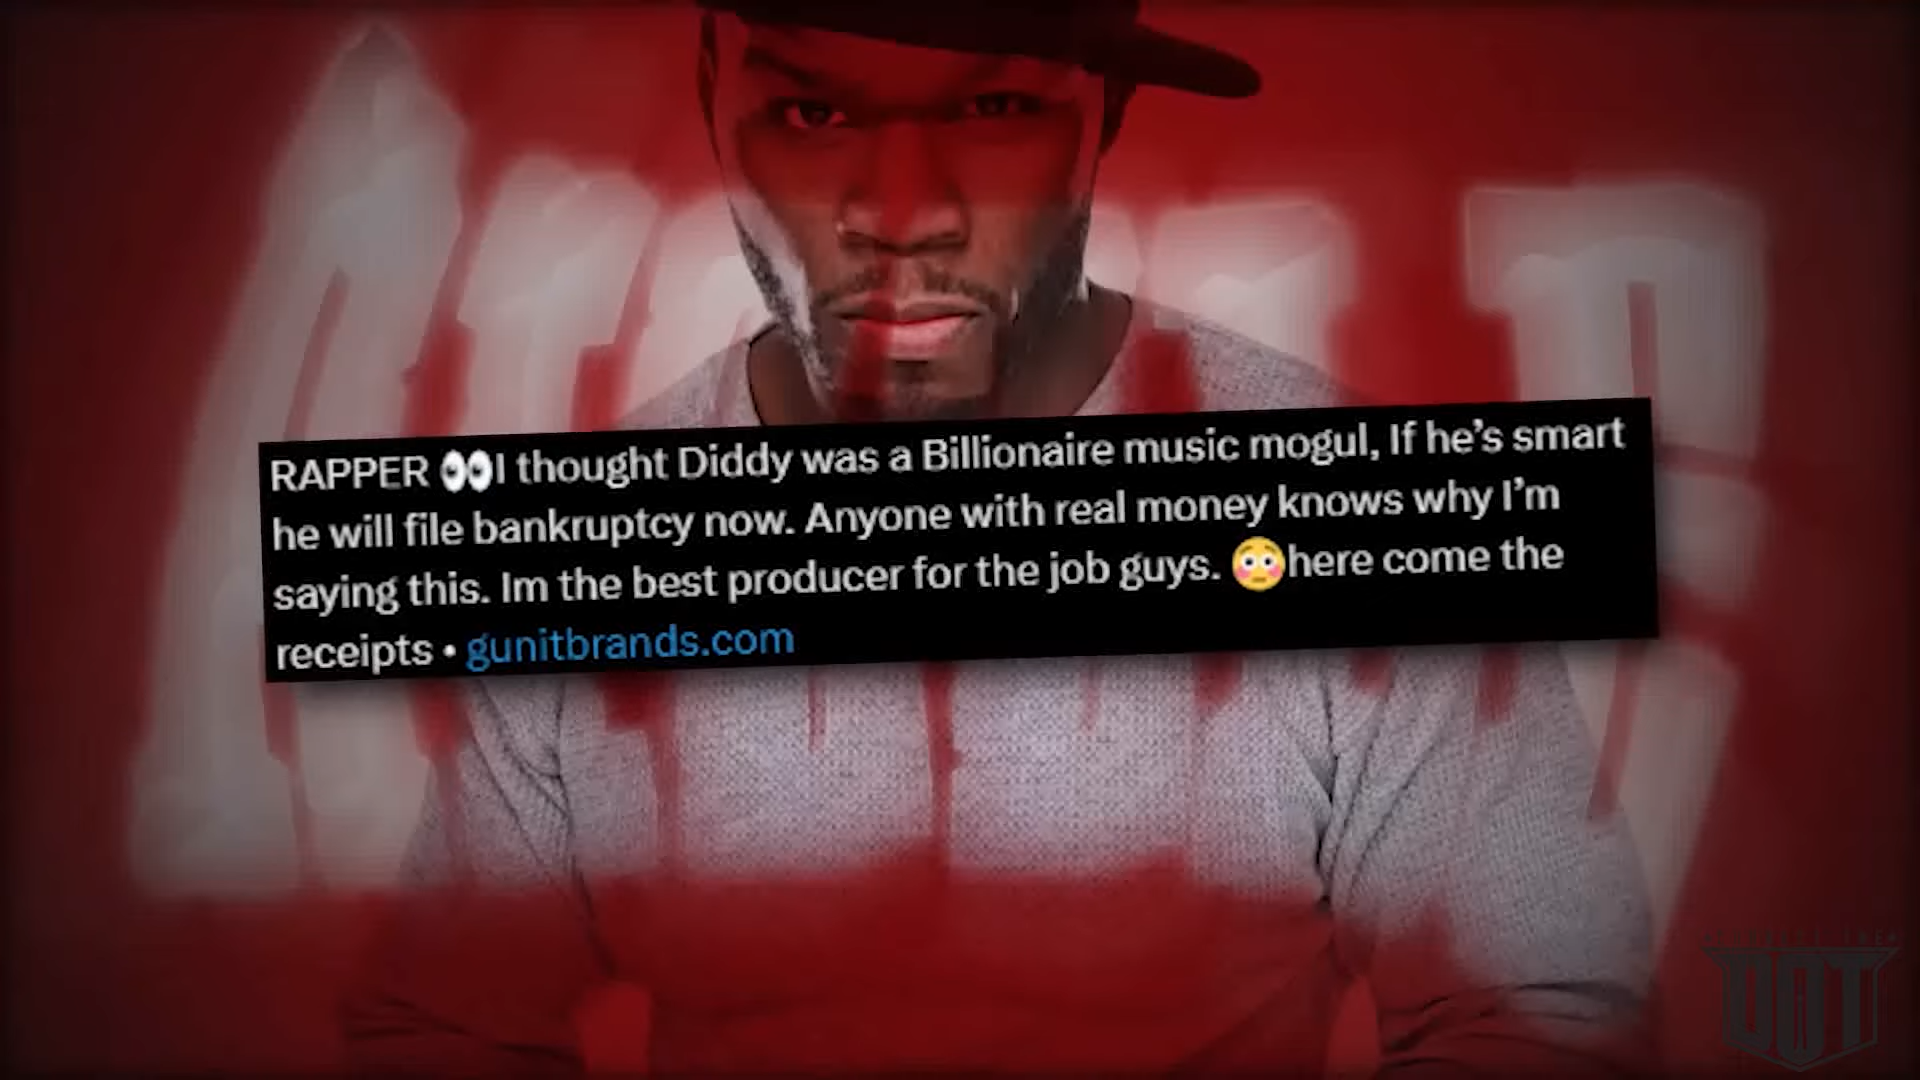 RAPPER 👀I thought Diddy was a Billionaire music mogul, If he's smart
he will file bankruptcy now. Anyone with real money knows why I'm
saying this. Im the best producer for the job guys. 😳here come the
receipts • gunitbrands.com
DOT